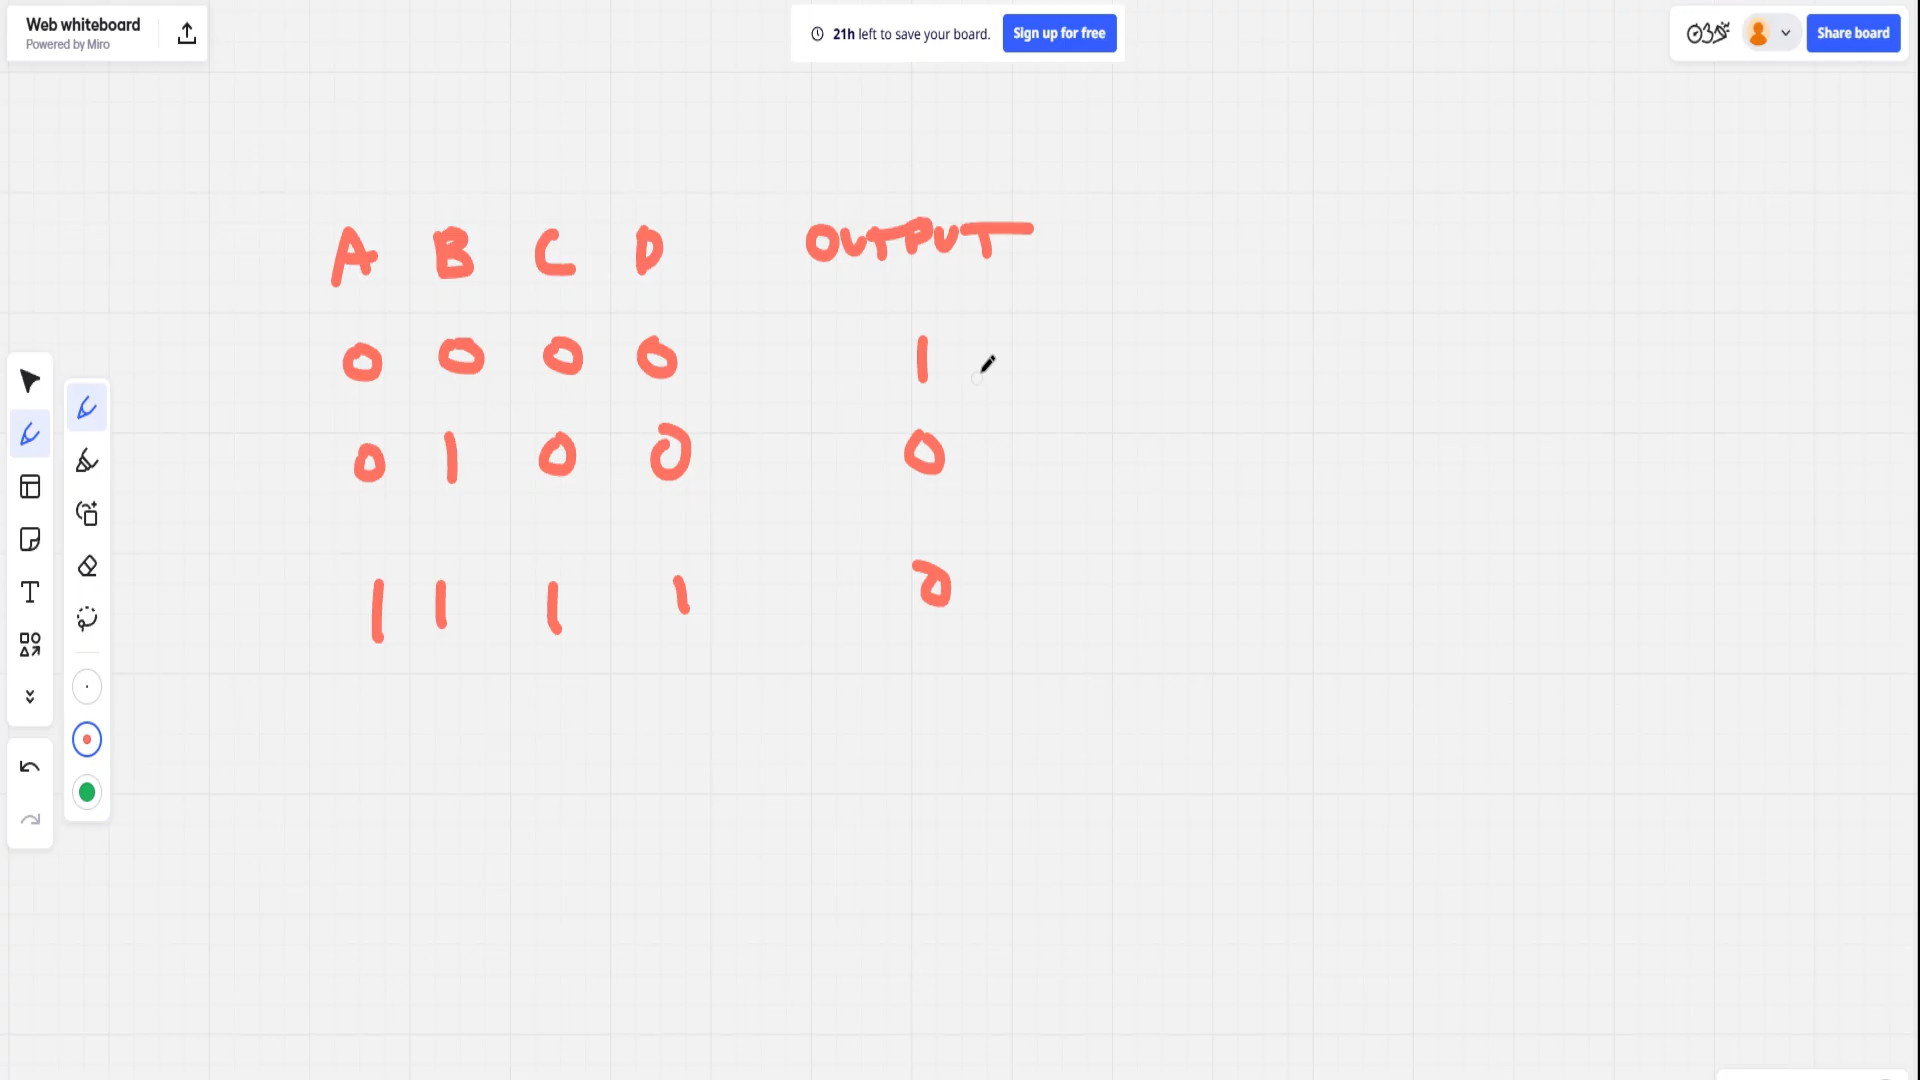 Web whiteboard
Powered by Miro
21h left to save your board. Sign up for free
Share board
A B C D OUTPUT
0 0 0 0 1
0 1 0 0 0
1 1 1 1 0